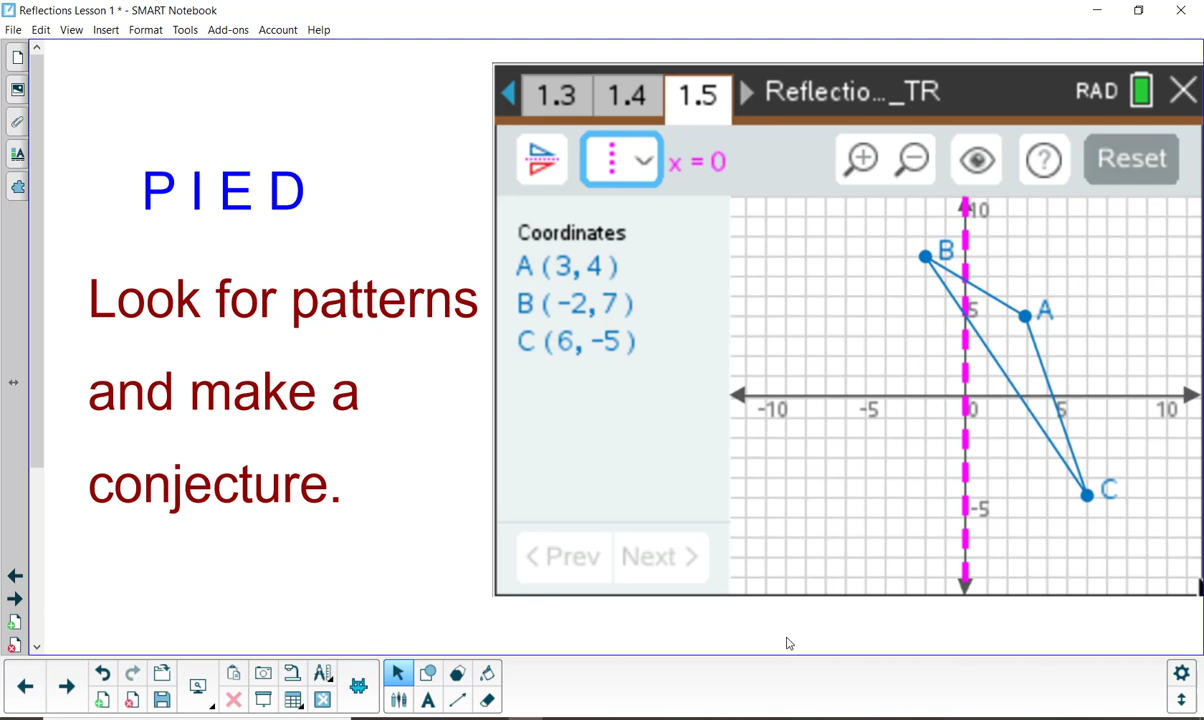 Reflections Lesson 1 * - SMART Notebook
File Edit View Insert Format Tools Add-ons Account Help
P I E D
Look for patterns
and make a
conjecture.
1.3 1.4 1.5 Reflectio... _TR RAD
x = 0 Reset
Coordinates
A (3, 4)
B (-2, 7)
C (6, -5)
< Prev Next >
10
B
5
A
-10 -5 0 5 10
C
-5